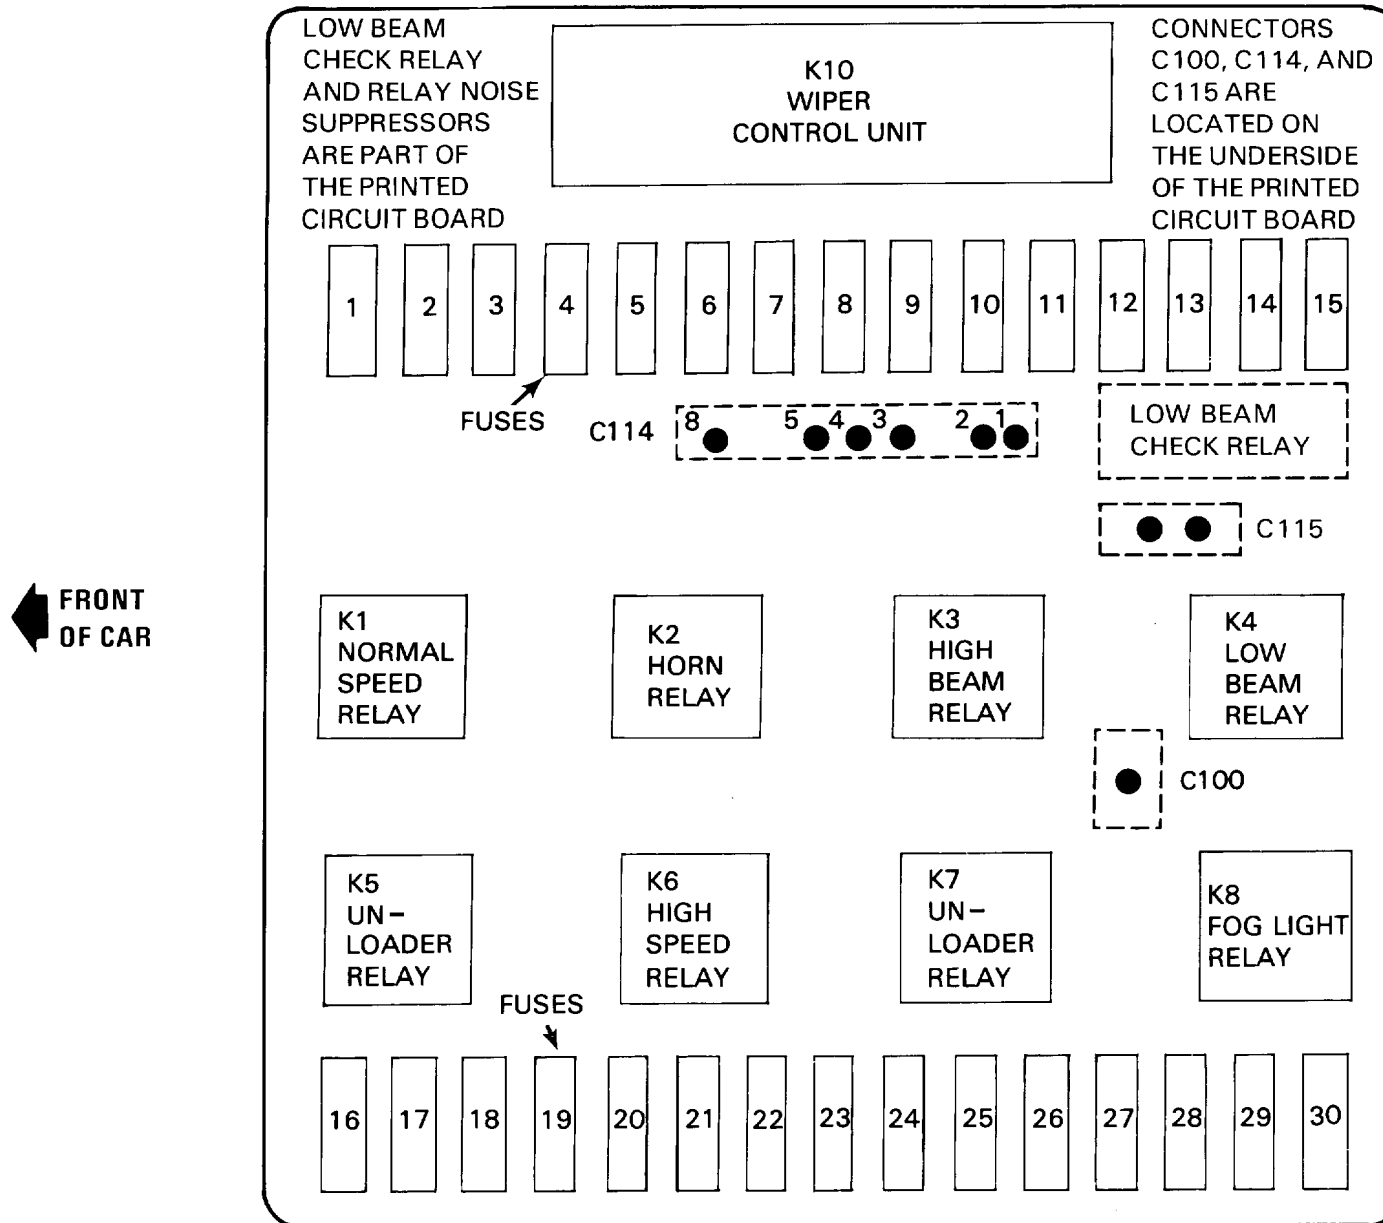 LOW BEAM
CHECK RELAY
AND RELAY NOISE
SUPPRESSORS
ARE PART OF
THE PRINTED
CIRCUIT BOARD
K10
WIPER
CONTROL UNIT
CONNECTORS
C100, C114, AND
C115 ARE
LOCATED ON
THE UNDERSIDE
OF THE PRINTED
CIRCUIT BOARD
1 2 3 4 5 6 7 8 9 10 11 12 13 14 15
FUSES
C114
8 5 4 3 2 1
LOW BEAM
CHECK RELAY
C115
FRONT
OF CAR
K1
NORMAL
SPEED
RELAY
K2
HORN
RELAY
K3
HIGH
BEAM
RELAY
K4
LOW
BEAM
RELAY
C100
K5
UN–
LOADER
RELAY
K6
HIGH
SPEED
RELAY
K7
UN–
LOADER
RELAY
K8
FOG LIGHT
RELAY
FUSES
16 17 18 19 20 21 22 23 24 25 26 27 28 29 30